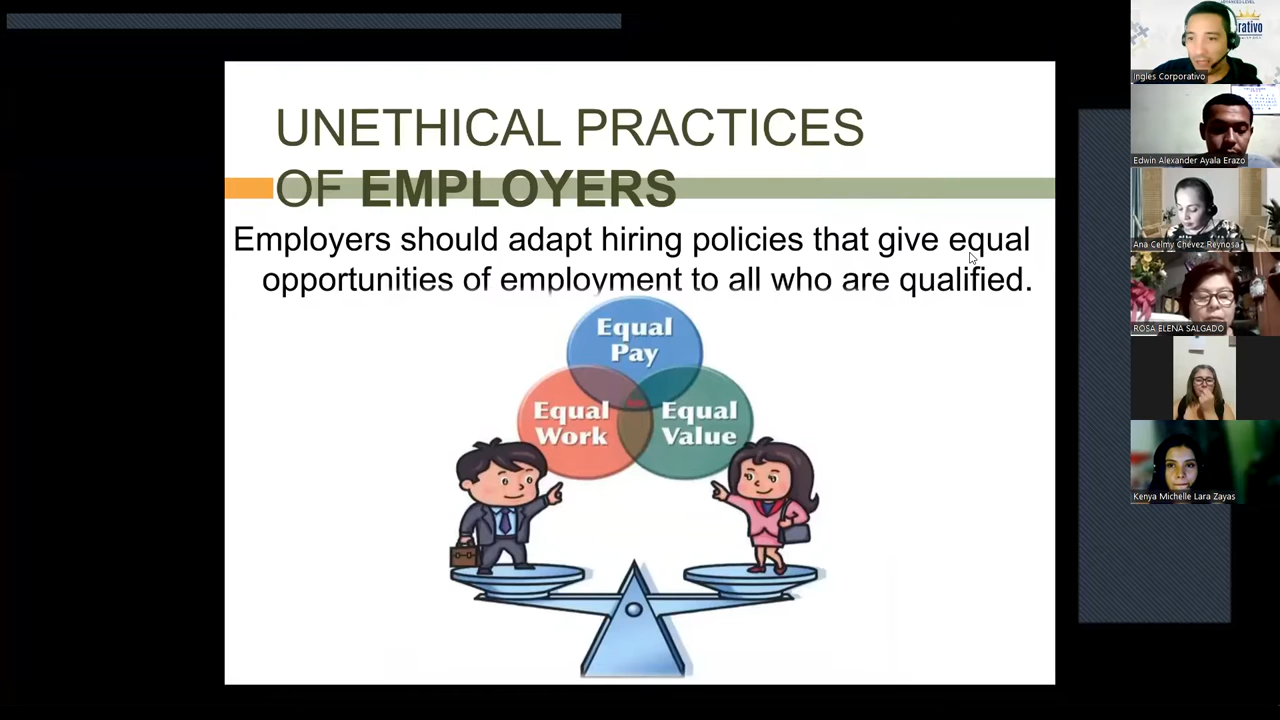 UNETHICAL PRACTICES
OF EMPLOYERS
Employers should adapt hiring policies that give equal
opportunities of employment to all who are qualified.
Equal
Pay
Equal
Work
Equal
Value
Ingles Corporativo
Edwin Alexander Ayala Erazo
Ana Celmy Chévez Reynosa
ROSA ELENA SALGADO
Kenya Michelle Lara Zayas